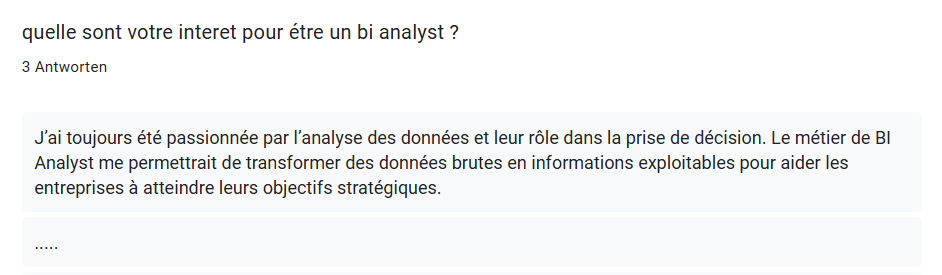 quelle sont votre interet pour étre un bi analyst ?
3 Antworten
J’ai toujours été passionnée par l’analyse des données et leur rôle dans la prise de décision. Le métier de BI
Analyst me permettrait de transformer des données brutes en informations exploitables pour aider les
entreprises à atteindre leurs objectifs stratégiques.
.....